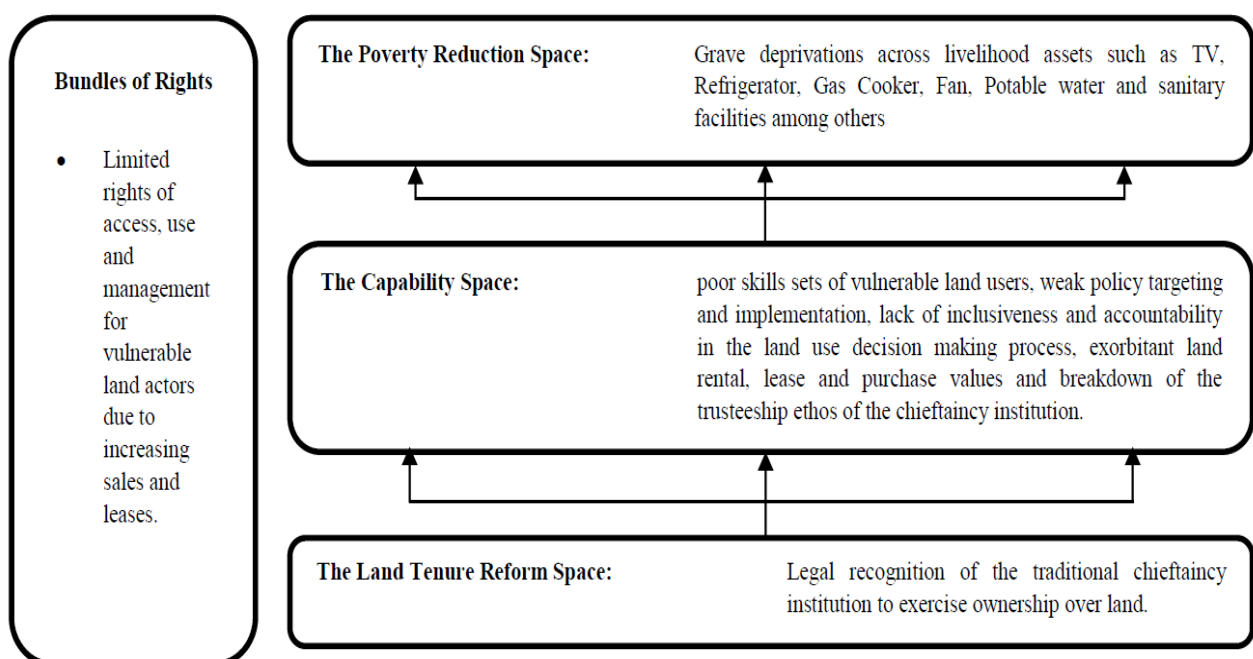 Bundles of Rights
• Limited
rights of
access, use
and
management
for
vulnerable
land actors
due to
increasing
sales and
leases.
The Poverty Reduction Space: Grave deprivations across livelihood assets such as TV,
Refrigerator, Gas Cooker, Fan, Potable water and sanitary
facilities among others
The Capability Space: poor skills sets of vulnerable land users, weak policy targeting
and implementation, lack of inclusiveness and accountability
in the land use decision making process, exorbitant land
rental, lease and purchase values and breakdown of the
trusteeship ethos of the chieftaincy institution.
The Land Tenure Reform Space: Legal recognition of the traditional chieftaincy
institution to exercise ownership over land.